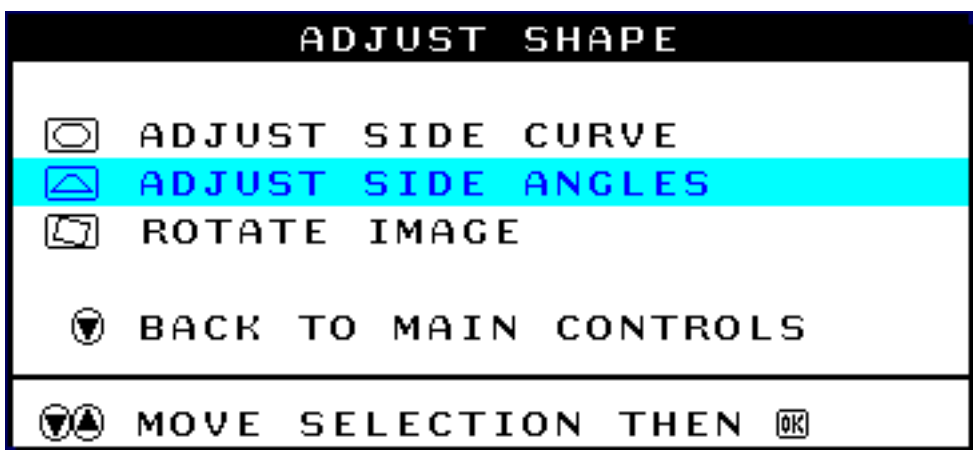 ADJUST SHAPE
ADJUST SIDE CURVE
ADJUST SIDE ANGLES
ROTATE IMAGE
BACK TO MAIN CONTROLS
MOVE SELECTION THEN OK